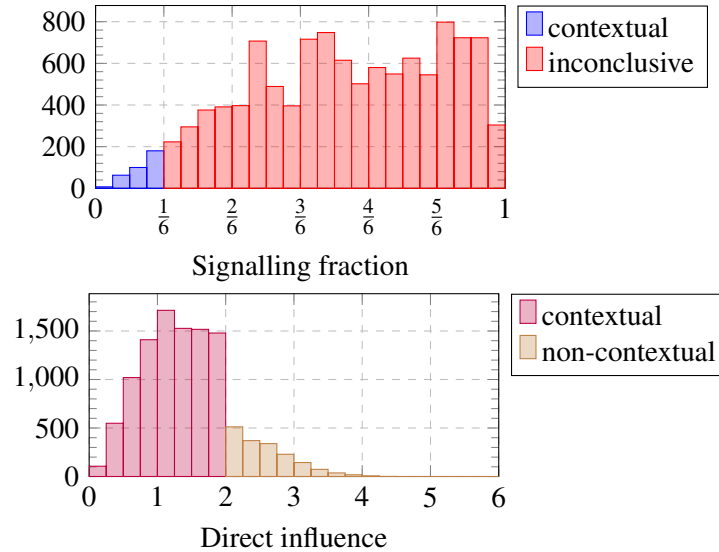 800
600
400
200
0
contextual
inconclusive
0 1/6 2/6 3/6 4/6 5/6 1
Signalling fraction
1,500
1,000
500
0
contextual
non-contextual
0 1 2 3 4 5 6
Direct influence